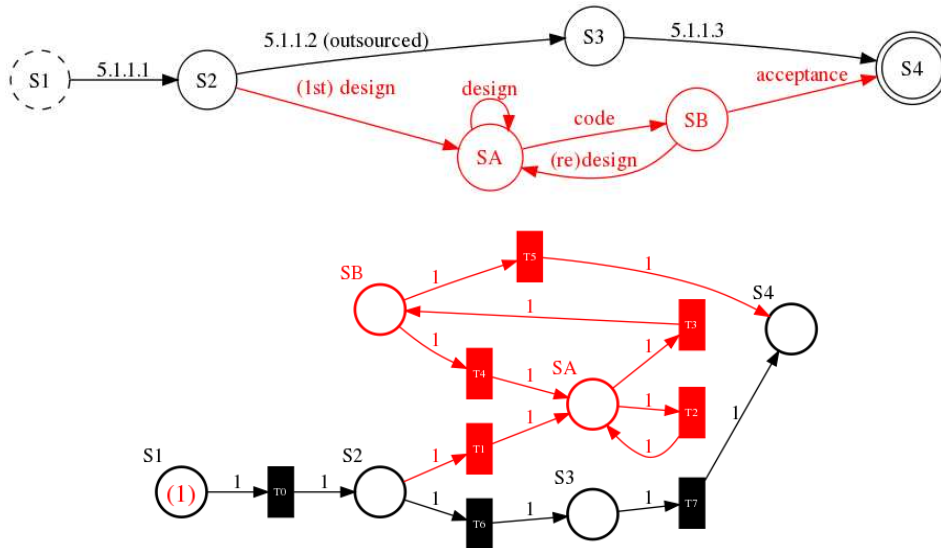 S1
5.1.1.1
S2
5.1.1.2 (outsourced)
S3
5.1.1.3
S4
(1st) design
design
SA
code
(re)design
SB
acceptance
SB
1
T5
1
S4
1
T3
1
T4
1
SA
1
1
T2
1
1
T1
1
1
S1
(1)
1
T0
1
S2
1
T6
1
S3
1
T7